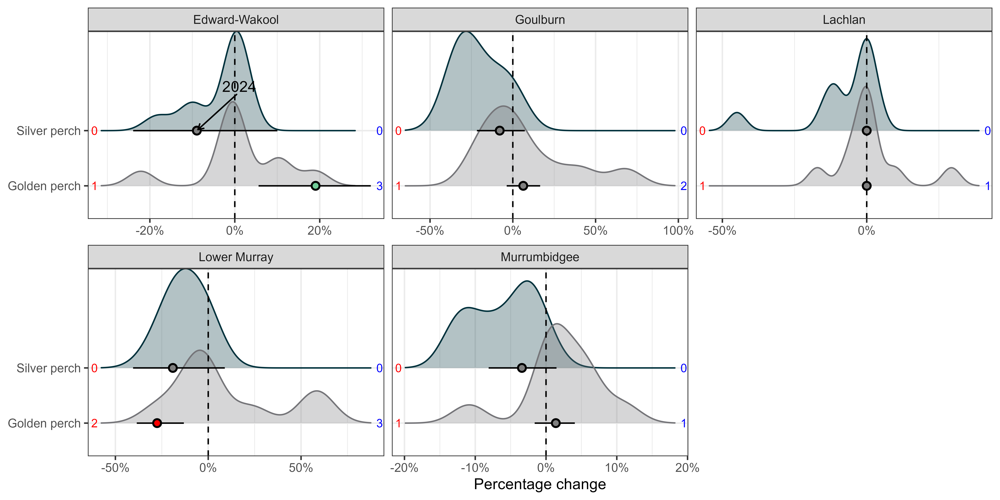 Edward-Wakool Goulburn Lachlan
2024
Silver perch 0 0 0 0 0 0
Golden perch 1 3 1 2 1 1
-20% 0% 20% -50% 0% 50% 100% -50% 0%
Lower Murray Murrumbidgee
Silver perch 0 0 0 0
Golden perch 2 3 1 1
-50% 0% 50% -20% -10% 0% 10% 20%
Percentage change